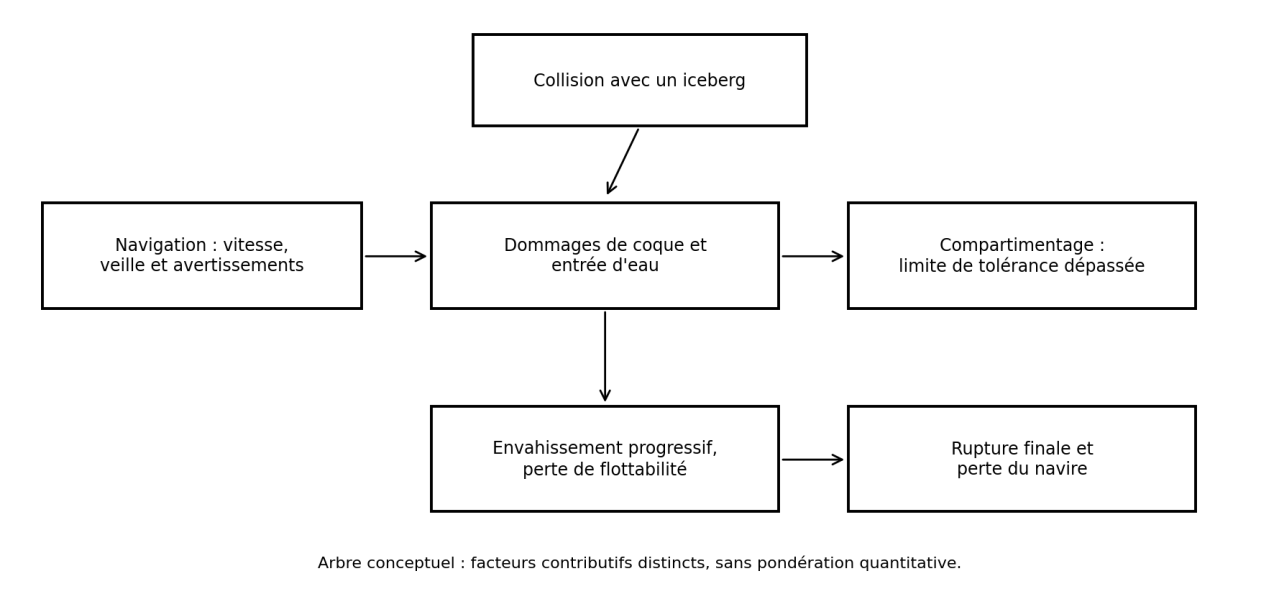 Collision avec un iceberg
Navigation : vitesse,
veille et avertissements
Dommages de coque et
entrée d'eau
Compartimentage :
limite de tolérance dépassée
Envahissement progressif,
perte de flottabilité
Rupture finale et
perte du navire
Arbre conceptuel : facteurs contributifs distincts, sans pondération quantitative.